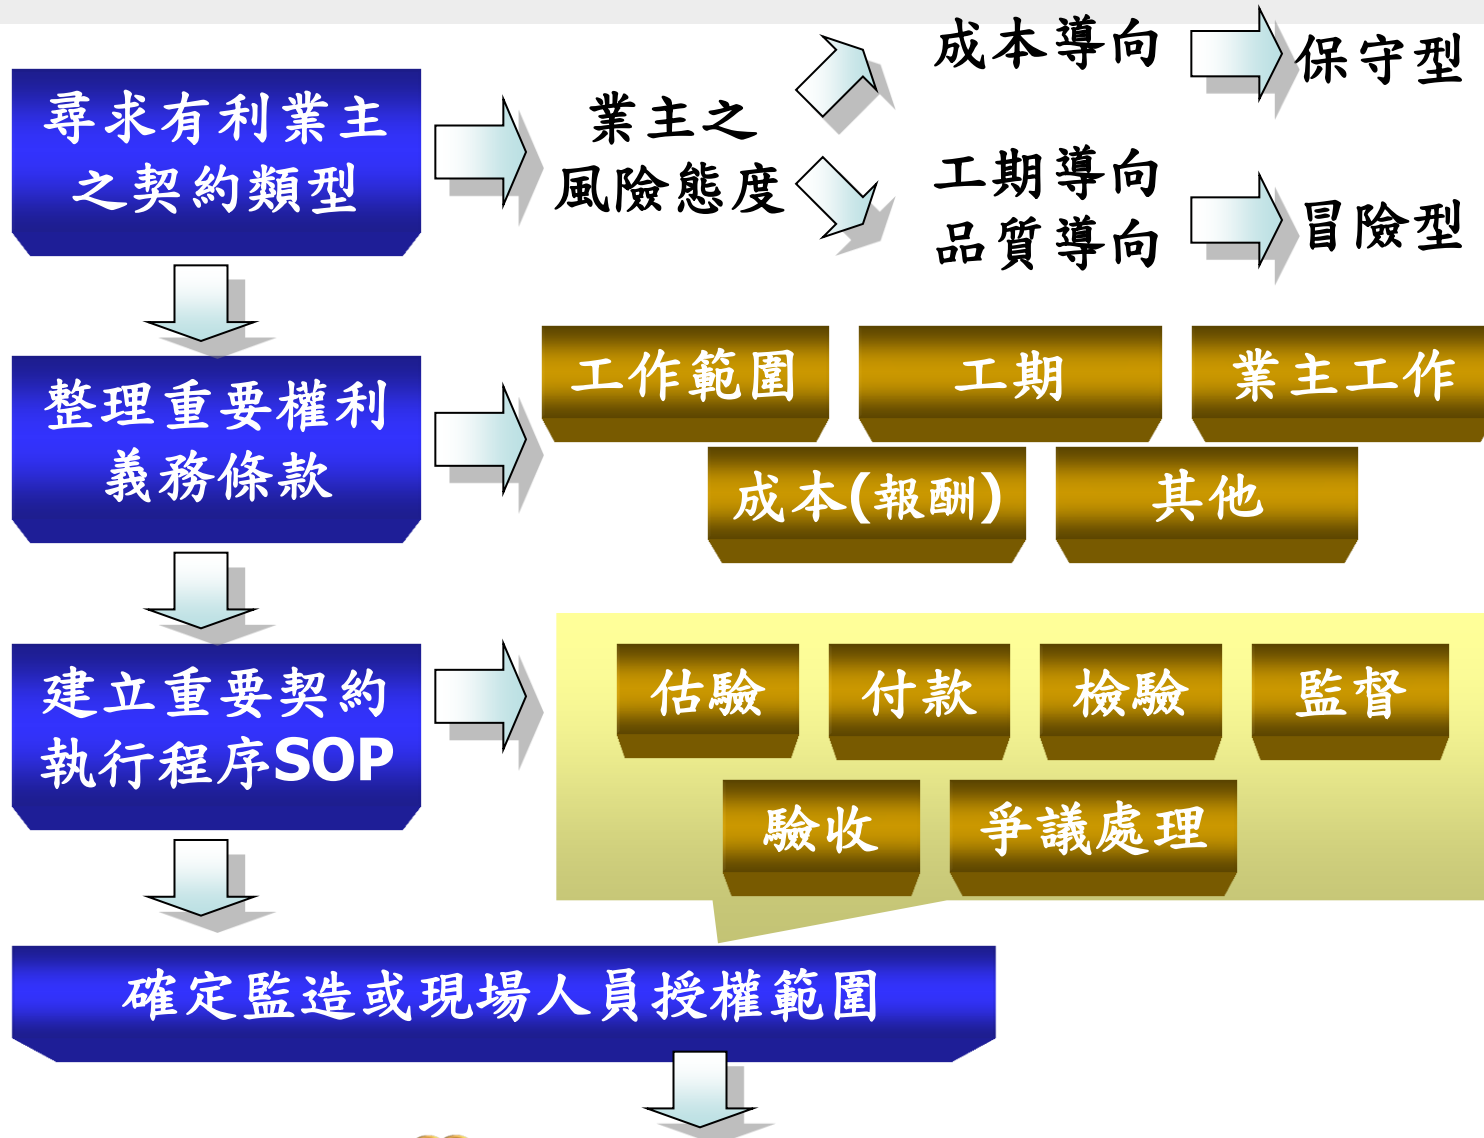 尋求有利業主
之契約類型
業主之
風險態度
成本導向
保守型
工期導向
品質導向
冒險型
整理重要權利
義務條款
工作範圍
工期
業主工作
成本(報酬)
其他
建立重要契約
執行程序SOP
估驗
付款
檢驗
監督
驗收
爭議處理
確定監造或現場人員授權範圍